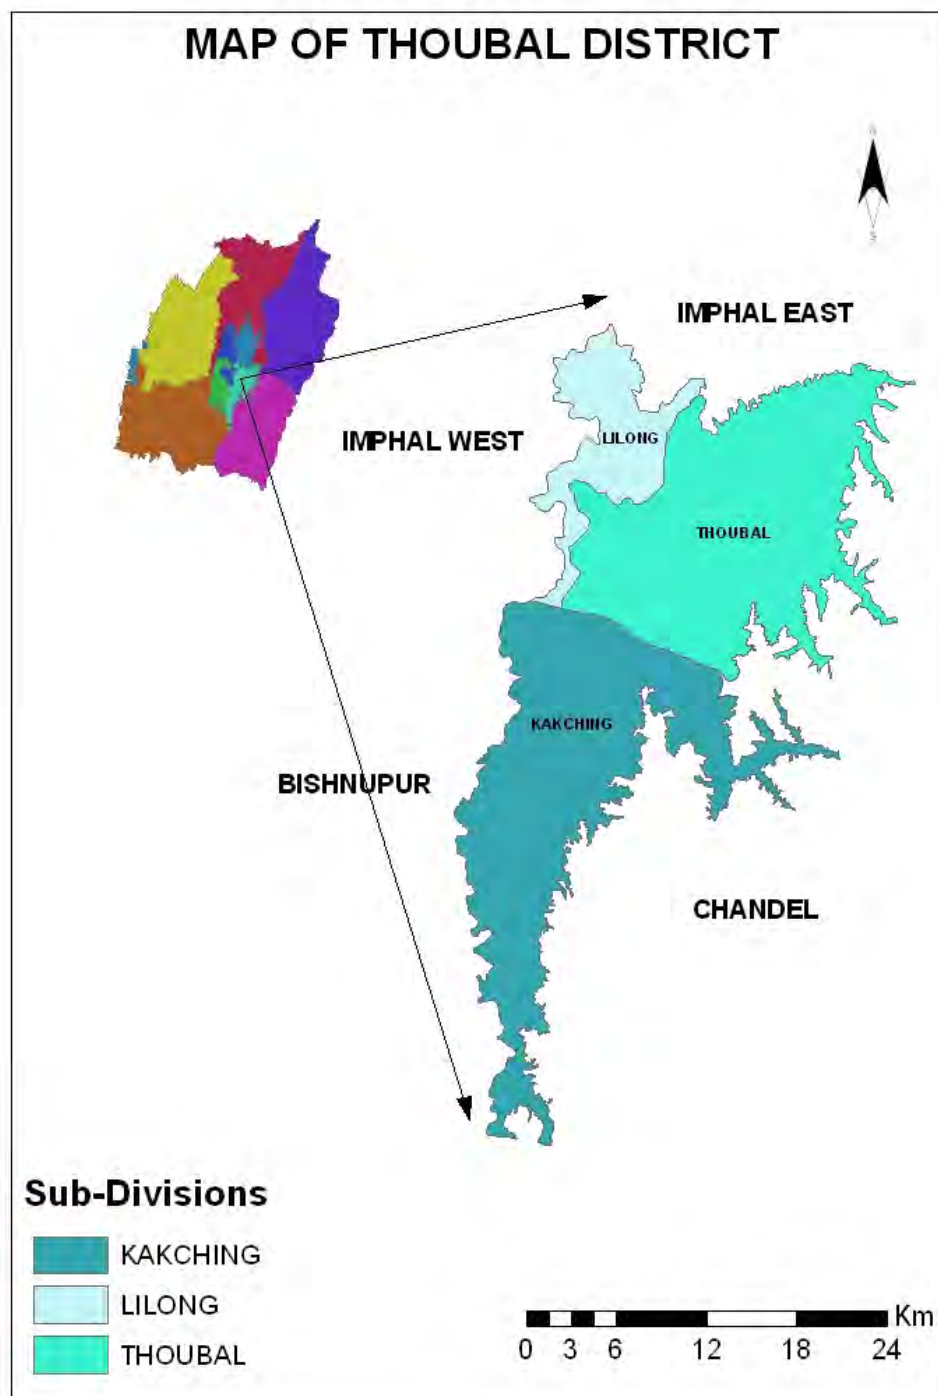 MAP OF THOUBAL DISTRICT
N
S
IMPHAL EAST
IMPHAL WEST
LILONG
THOUBAL
KAKCHING
BISHNUPUR
CHANDEL
Sub-Divisions
KAKCHING
LILONG
THOUBAL
Km
0 3 6 12 18 24